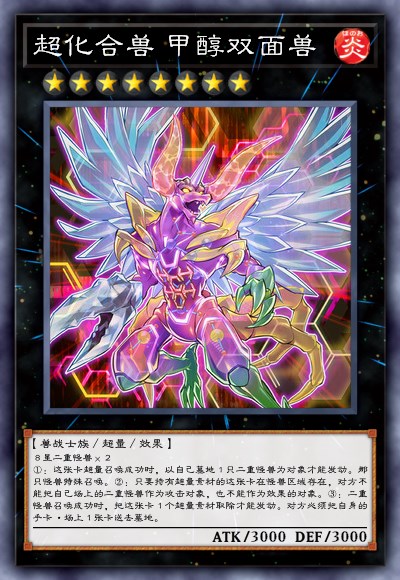 超化合兽 甲醇双面兽
炎
ほのお
【兽战士族／超量／效果】
８星二重怪兽×２
①：这张卡超量召唤成功时，以自己墓地１只二重怪兽为对象才能发动。那
只怪兽特殊召唤。②：只要持有超量素材的这张卡在怪兽区域存在，对方不
能把自己场上的二重怪兽作为攻击对象，也不能作为效果的对象。③：二重
怪兽召唤成功时，把这张卡１个超量素材取除才能发动。对方必须把自身的
手卡·场上１张卡送去墓地。
ATK/3000 DEF/3000